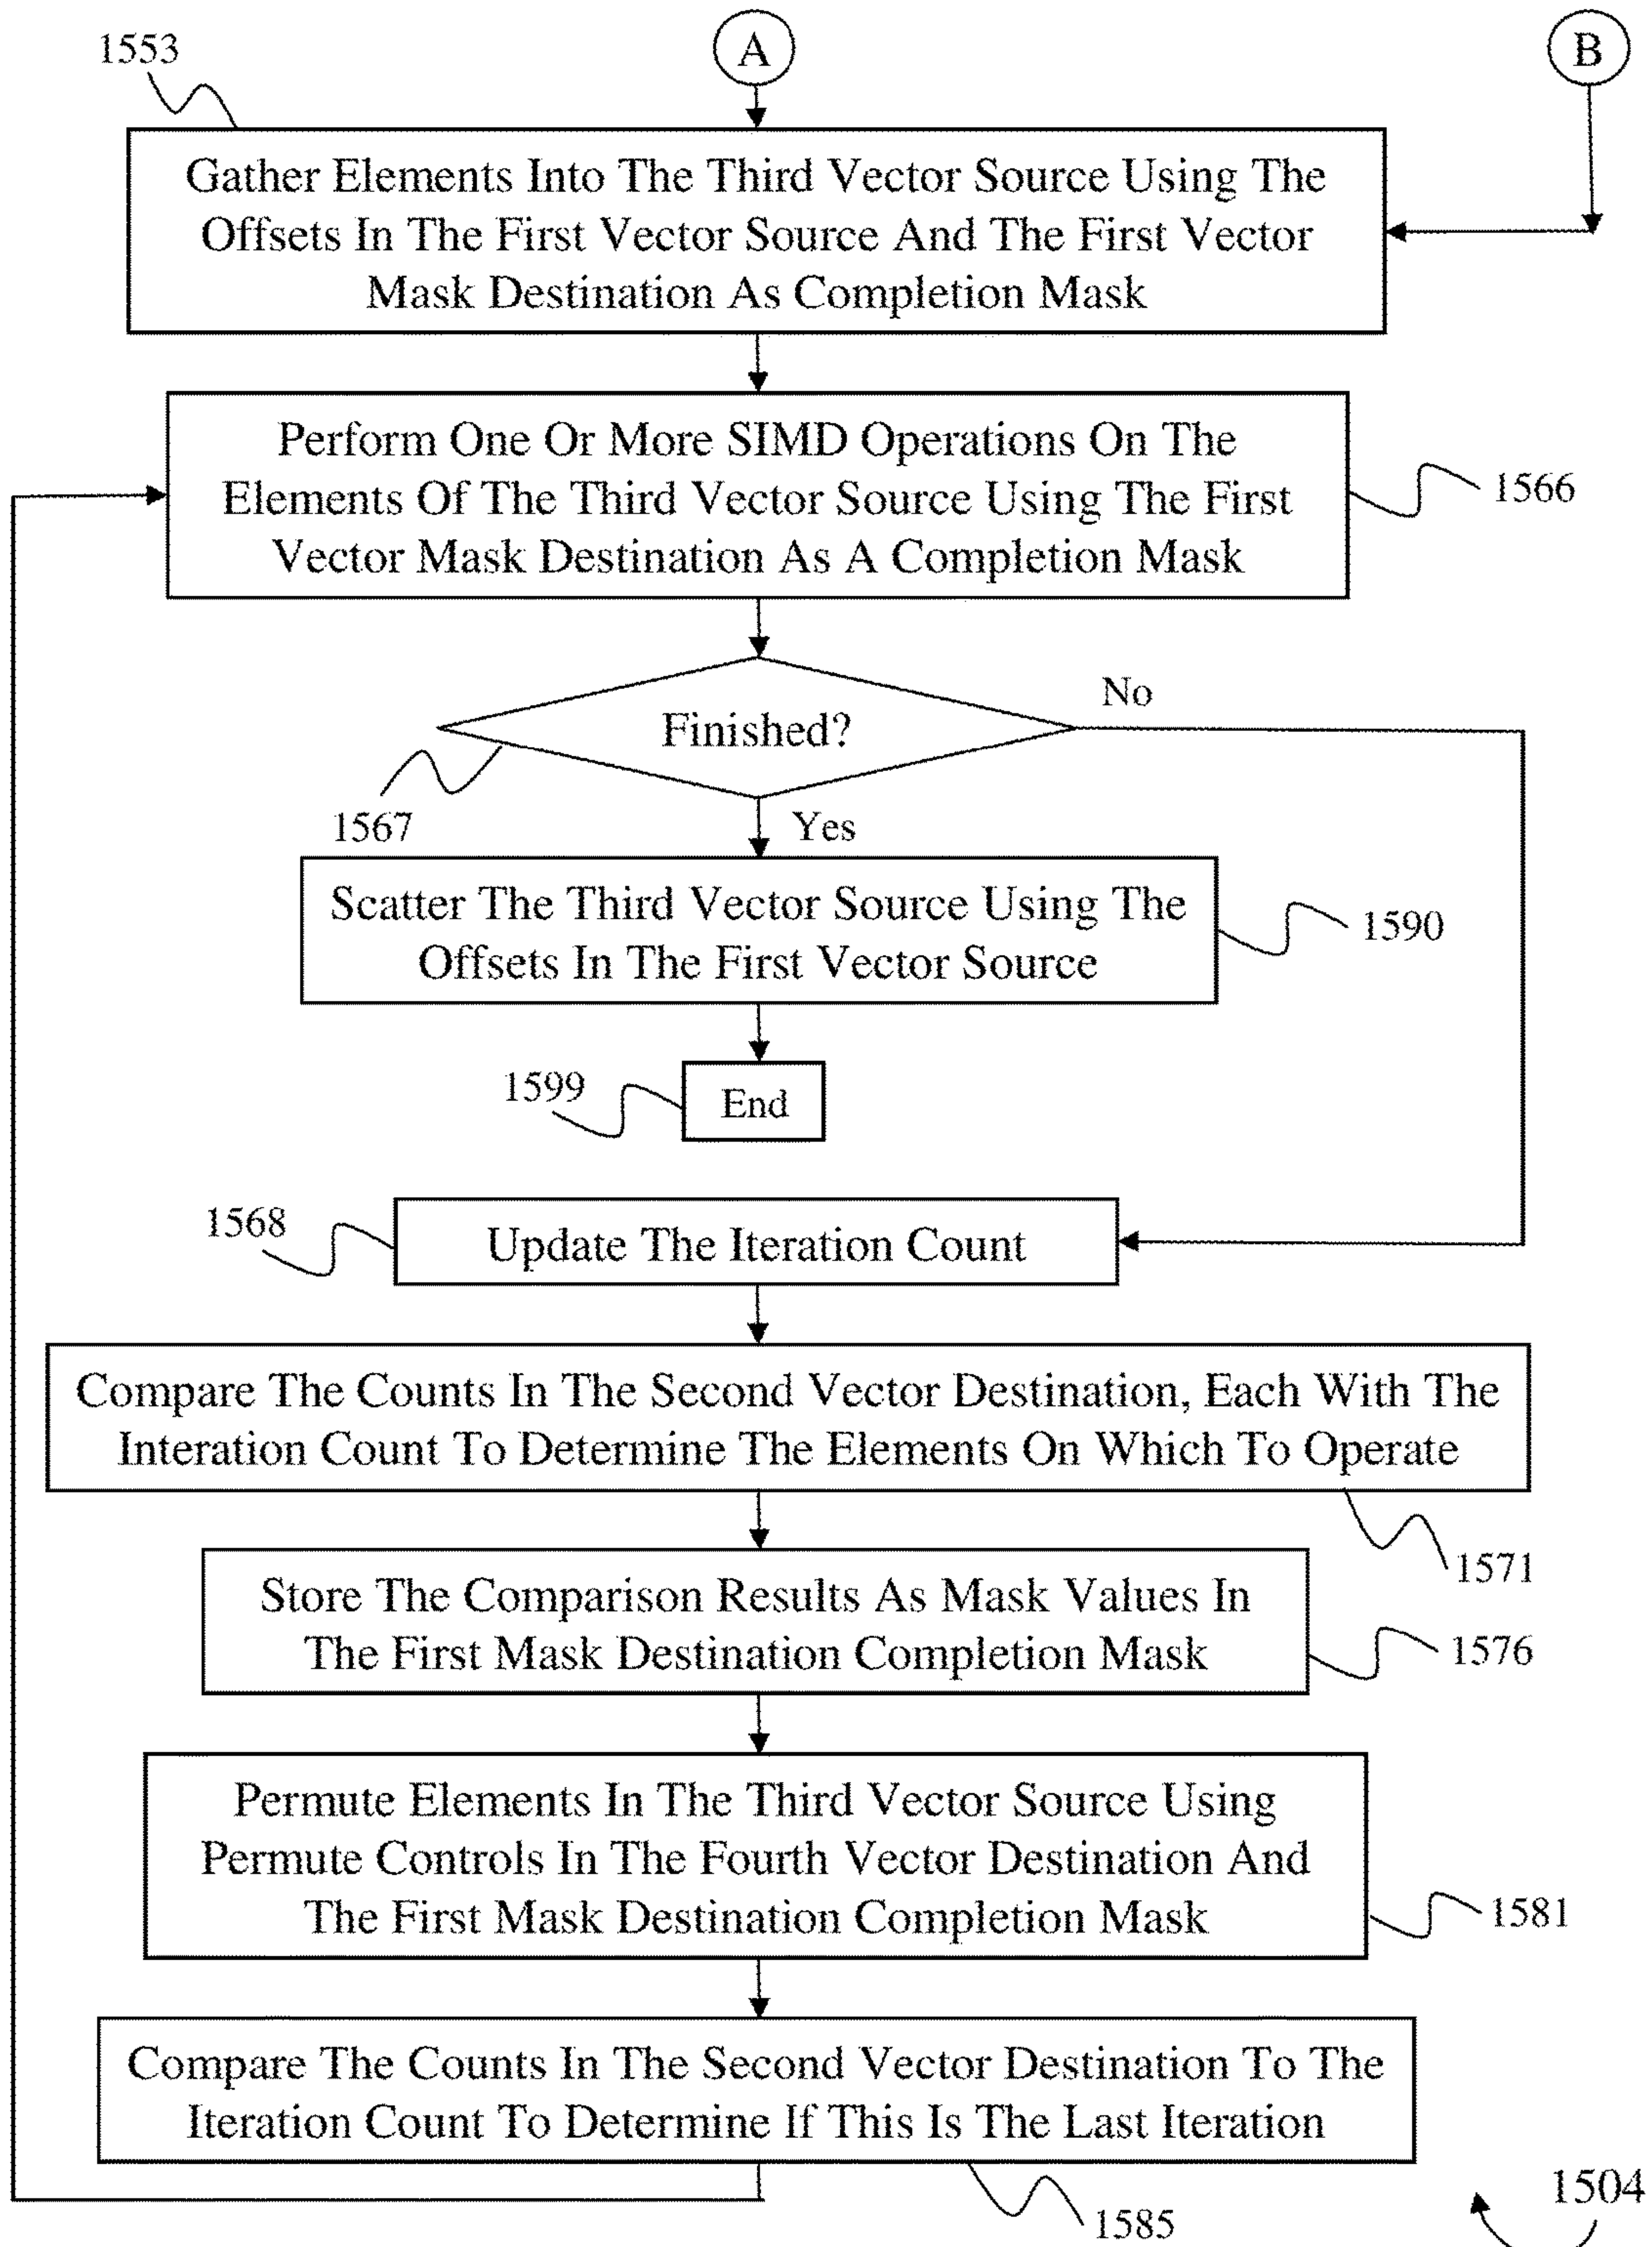 1553
A
B
Gather Elements Into The Third Vector Source Using The
Offsets In The First Vector Source And The First Vector
Mask Destination As Completion Mask
Perform One Or More SIMD Operations On The
Elements Of The Third Vector Source Using The First
Vector Mask Destination As A Completion Mask
1566
No
Finished?
1567
Yes
Scatter The Third Vector Source Using The
Offsets In The First Vector Source
1590
1599
End
1568
Update The Iteration Count
Compare The Counts In The Second Vector Destination, Each With The
Interation Count To Determine The Elements On Which To Operate
1571
Store The Comparison Results As Mask Values In
The First Mask Destination Completion Mask
1576
Permute Elements In The Third Vector Source Using
Permute Controls In The Fourth Vector Destination And
The First Mask Destination Completion Mask
1581
Compare The Counts In The Second Vector Destination To The
Iteration Count To Determine If This Is The Last Iteration
1585
1504